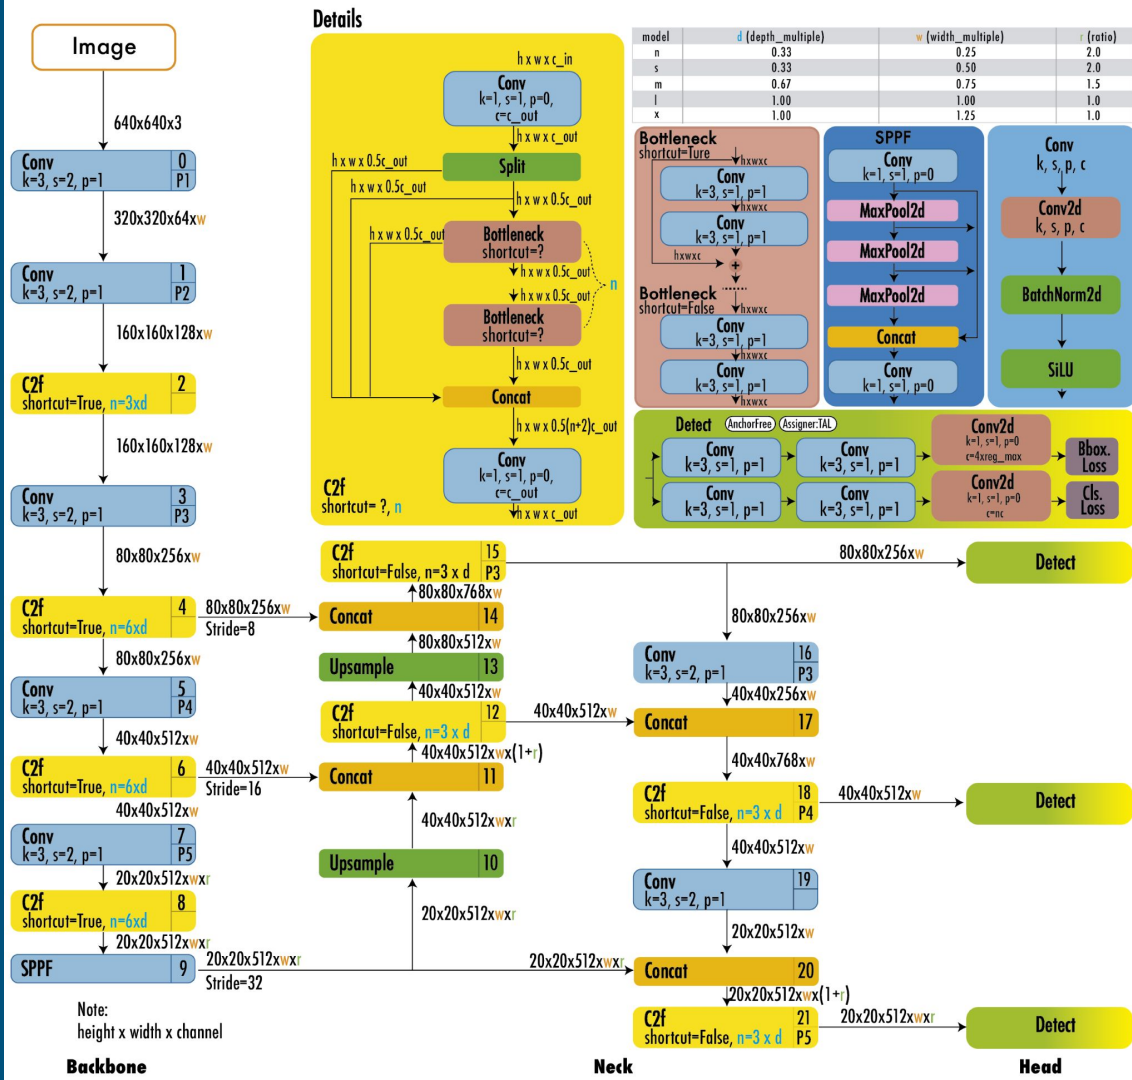 Image
640x640x3
Conv
k=3, s=2, p=1
0
P1
320x320x64xw
Conv
k=3, s=2, p=1
1
P2
160x160x128xw
C2f
shortcut=True, n=3xd
2
160x160x128xw
Conv
k=3, s=2, p=1
3
P3
80x80x256xw
C2f
shortcut=True, n=6xd
4
80x80x256xw
Stride=8
80x80x256xw
Conv
k=3, s=2, p=1
5
P4
40x40x512xw
C2f
shortcut=True, n=6xd
6
40x40x512xw
Stride=16
40x40x512xw
Conv
k=3, s=2, p=1
7
P5
20x20x512xwxr
C2f
shortcut=True, n=6xd
8
20x20x512xwxr
SPPF
9
20x20x512xwxr
Stride=32
Note:
height x width x channel
Backbone
Details
h x w x c_in
Conv
k=1, s=1, p=0,
c=c_out
h x w x c_out
Split
h x w x 0.5c_out
h x w x 0.5c_out
h x w x 0.5c_out
h x w x 0.5c_out
Bottleneck
shortcut=?
h x w x 0.5c_out
n
h x w x 0.5c_out
Bottleneck
shortcut=?
h x w x 0.5c_out
Concat
h x w x 0.5(n+2)c_out
Conv
k=1, s=1, p=0,
c=c_out
h x w x c_out
C2f
shortcut= ?, n
model d (depth_multiple) w (width_multiple) r (ratio)
n 0.33 0.25 2.0
s 0.33 0.50 2.0
m 0.67 0.75 1.5
l 1.00 1.00 1.0
x 1.00 1.25 1.0
Bottleneck
shortcut=Ture
hxwxc
Conv
k=3, s=1, p=1
hxwxc
Conv
k=3, s=1, p=1
hxwxc
+
Bottleneck
shortcut=False
hxwxc
Conv
k=3, s=1, p=1
hxwxc
Conv
k=3, s=1, p=1
hxwxc
SPPF
Conv
k=1, s=1, p=0
MaxPool2d
MaxPool2d
MaxPool2d
Concat
Conv
k=1, s=1, p=0
Conv
k, s, p, c
Conv2d
k, s, p, c
BatchNorm2d
SiLU
Detect
AnchorFree
Assigner:TAL
Conv
k=3, s=1, p=1
Conv
k=3, s=1, p=1
Conv2d
k=1, s=1, p=0
c=4xreg_max
Bbox.
Loss
Conv
k=3, s=1, p=1
Conv
k=3, s=1, p=1
Conv2d
k=1, s=1, p=0
c=nc
Cls.
Loss
C2f
shortcut=False, n=3 x d
15
P3
80x80x256xw
Detect
80x80x768xw
Concat
14
80x80x512xw
Upsample
13
40x40x512xw
C2f
shortcut=False, n=3 x d
12
40x40x512xw
40x40x512xwx(1+r)
Concat
11
40x40x512xwxr
Upsample
10
20x20x512xwxr
80x80x256xw
Conv
k=3, s=2, p=1
16
P3
40x40x256xw
Concat
17
40x40x768xw
C2f
shortcut=False, n=3 x d
18
P4
40x40x512xw
Detect
40x40x512xw
Conv
k=3, s=2, p=1
19
20x20x512xw
20x20x512xwxr
Concat
20
20x20x512xwx(1+r)
C2f
shortcut=False, n=3 x d
21
P5
20x20x512xwxr
Detect
Neck
Head